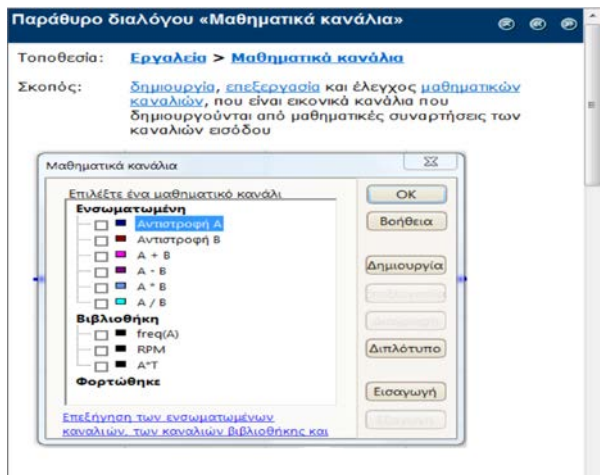 Παράθυρο διαλόγου «Μαθηματικά κανάλια»
Τοποθεσία: Εργαλεία > Μαθηματικά κανάλια
Σκοπός: δημιουργία, επεξεργασία και έλεγχος μαθηματικών
καναλιών, που είναι εικονικά κανάλια που
δημιουργούνται από μαθηματικές συναρτήσεις των
καναλιών εισόδου
Μαθηματικά κανάλια
Επιλέξτε ένα μαθηματικό κανάλι
Ενσωματωμένη
Αντιστροφή A
Αντιστροφή B
A + B
A - B
A * B
A / B
Βιβλιοθήκη
freq(A)
RPM
A*T
Φορτώθηκε
Επεξήγηση των ενσωματωμένων
καναλιών, των καναλιών βιβλιοθήκης και
OK
Βοήθεια
Δημιουργία
Διπλότυπο
Εισαγωγή